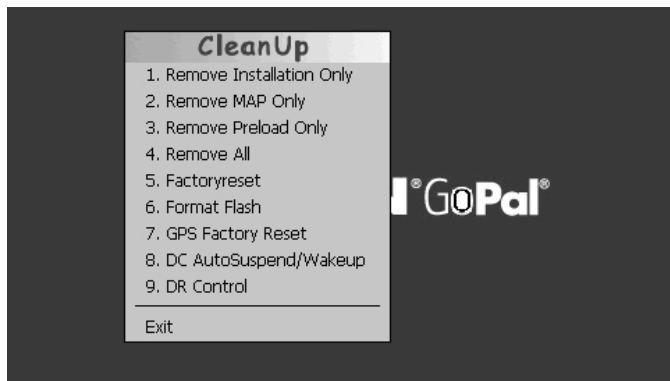 CleanUp
1. Remove Installation Only
2. Remove MAP Only
3. Remove Preload Only
4. Remove All
5. Factoryreset
6. Format Flash
7. GPS Factory Reset
8. DC AutoSuspend/Wakeup
9. DR Control
Exit
® GoPal®